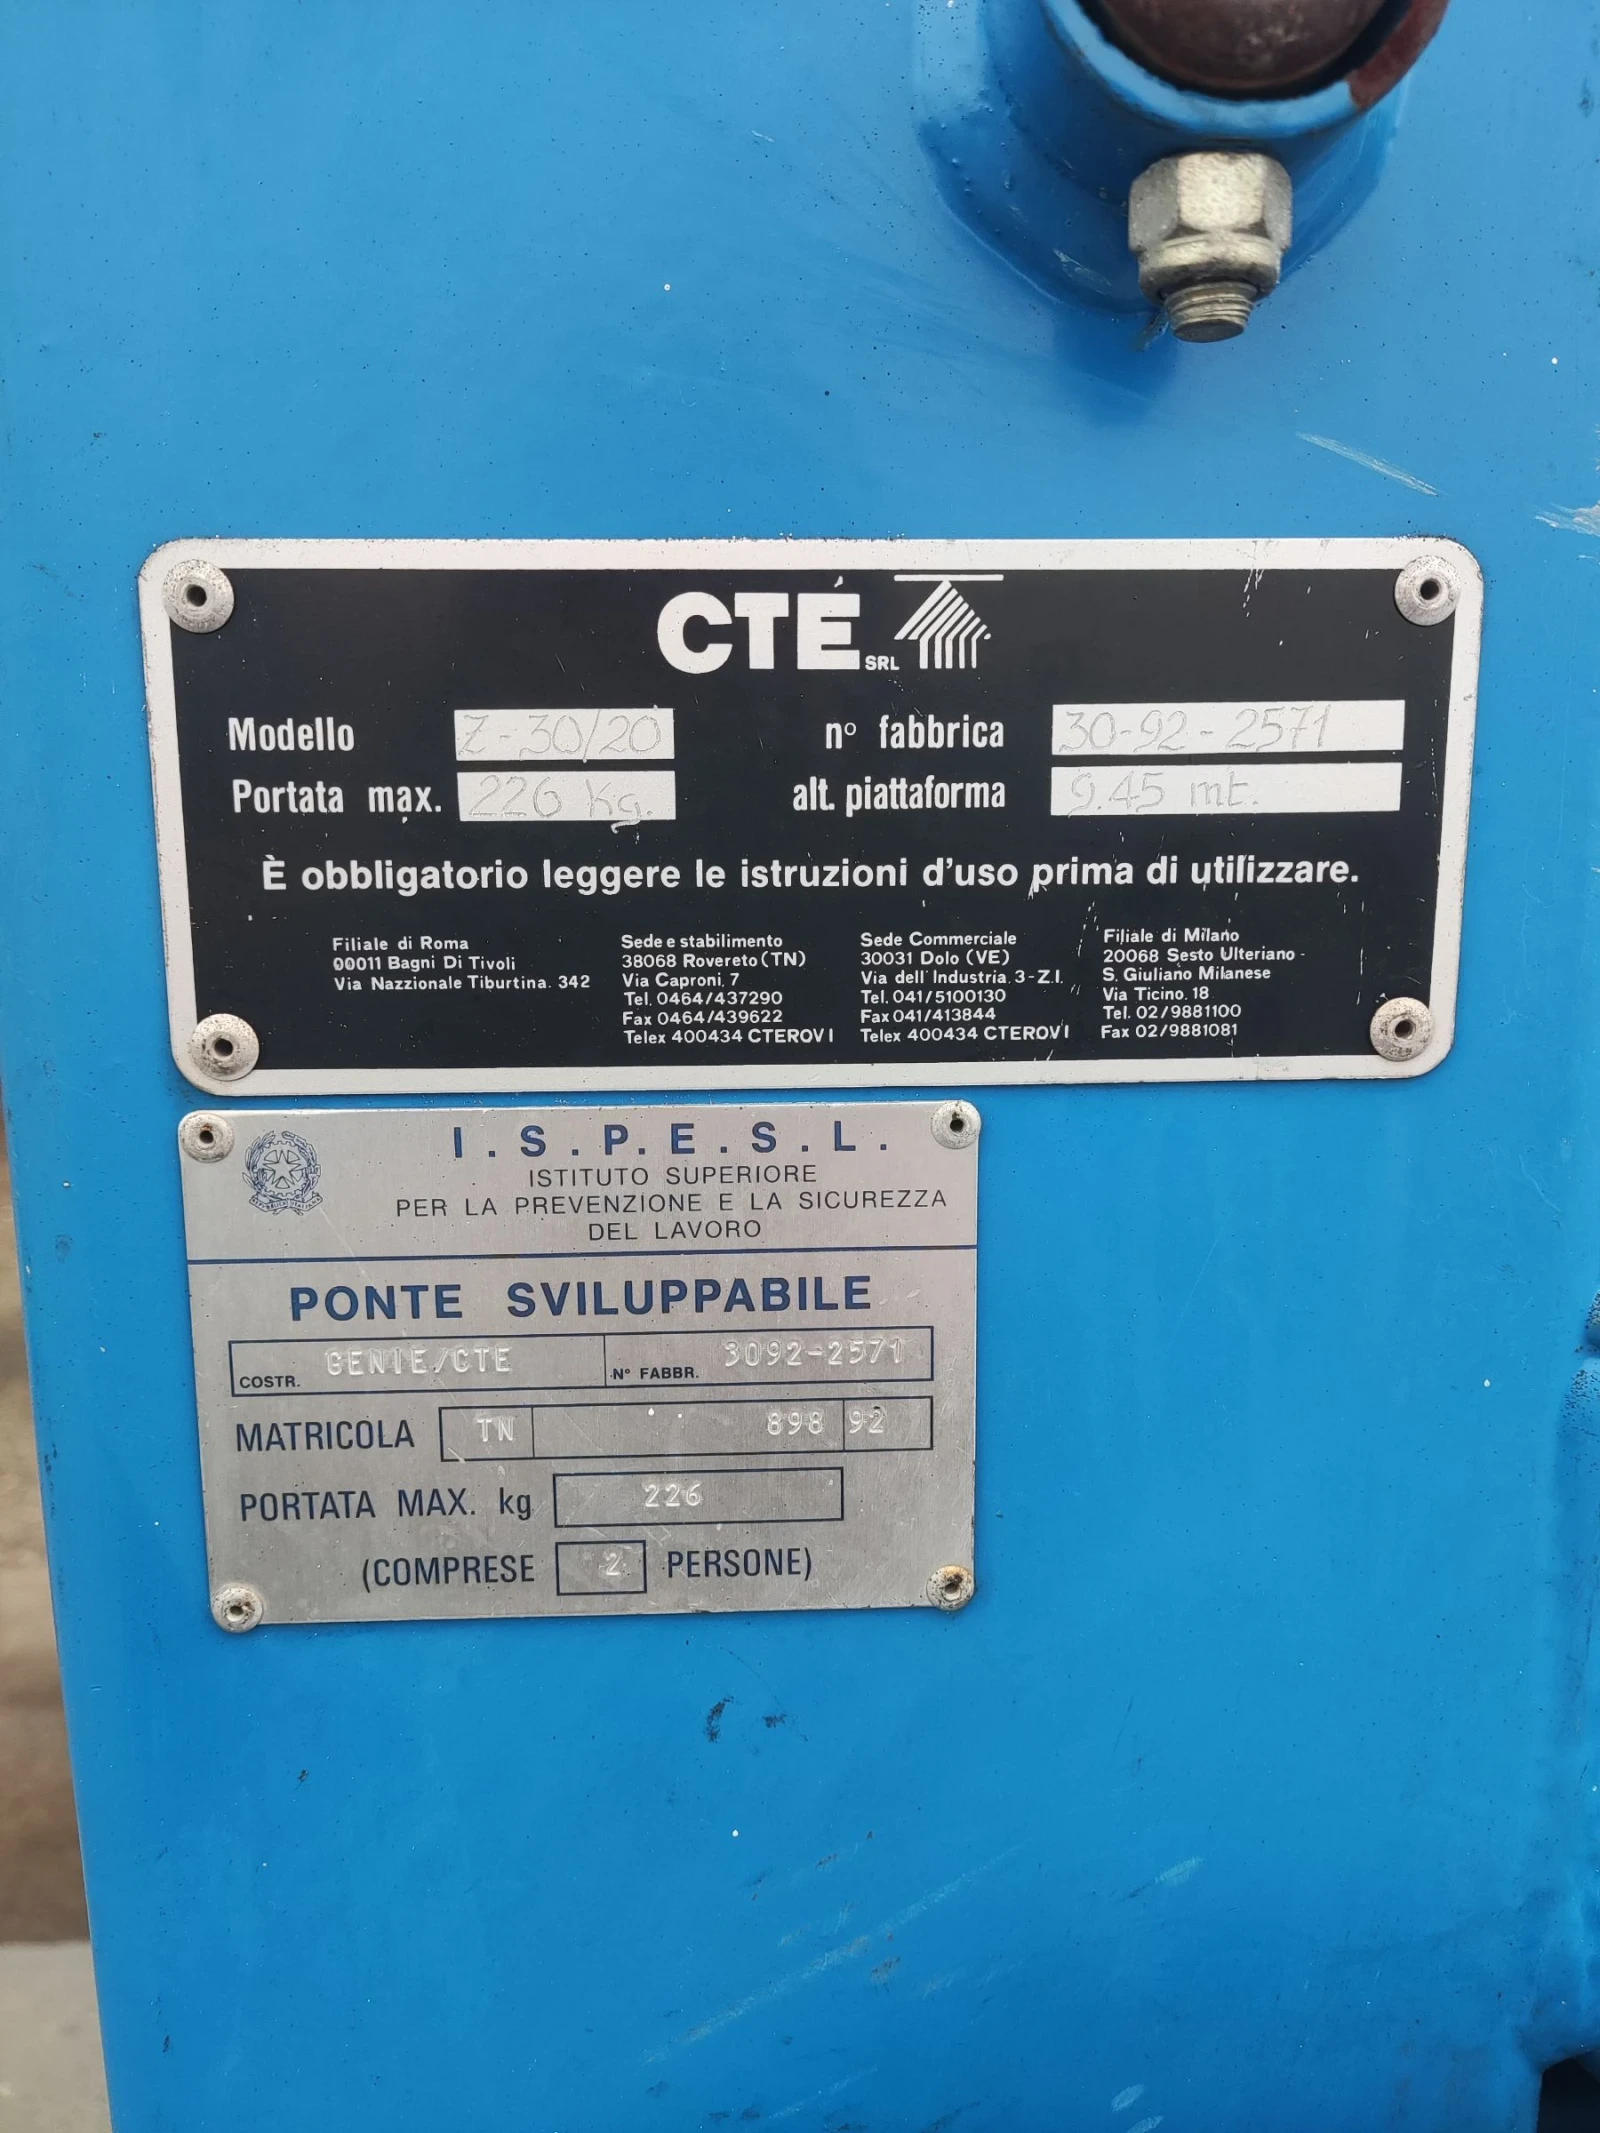 CTÉ SRL
Modello Z-30/20 n° fabbrica 30-92-2571
Portata max. 226 Kg. alt. piattaforma 9.45 mt.
È obbligatorio leggere le istruzioni d'uso prima di utilizzare.
Filiale di Roma
00011 Bagni Di Tivoli
Via Nazzionale Tiburtina. 342
Sede e stabilimento
38068 Rovereto (TN)
Via Caproni, 7
Tel. 0464/437290
Fax 0464/439622
Telex 400434 CTEROV I
Sede Commerciale
30031 Dolo (VE)
Via dell'Industria, 3-Z.I.
Tel. 041/5100130
Fax 041/413844
Telex 400434 CTEROV I
Filiale di Milano
20068 Sesto Ulteriano -
S. Giuliano Milanese
Via Ticino. 18
Tel. 02/9881100
Fax 02/9881081
I.S.P.E.S.L.
ISTITUTO SUPERIORE
PER LA PREVENZIONE E LA SICUREZZA
DEL LAVORO
PONTE SVILUPPABILE
COSTR. GENIE/CTE N° FABBR. 3092-2571
MATRICOLA TN 898 92
PORTATA MAX. kg 226
(COMPRESE 2 PERSONE)